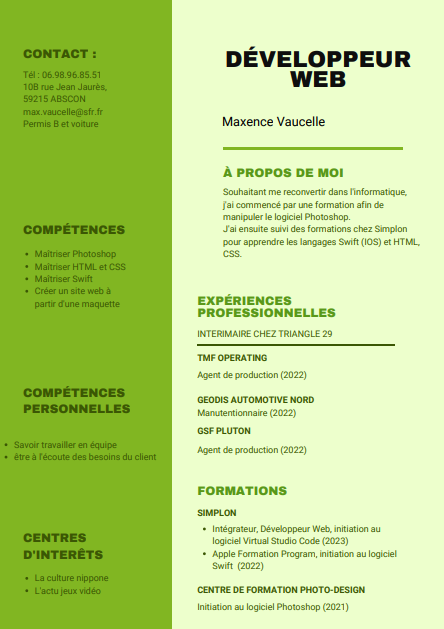 CONTACT :
Tél : 06.98.96.85.51
10B rue Jean Jaurès,
59215 ABSCON
max.vaucelle@sfr.fr
Permis B et voiture
COMPÉTENCES
• Maîtriser Photoshop
• Maîtriser HTML et CSS
• Maîtriser Swift
• Créer un site web à
partir d'une maquette
COMPÉTENCES
PERSONNELLES
• Savoir travailler en équipe
• être à l'écoute des besoins du client
CENTRES
D'INTERÊTS
• La culture nippone
• L'actu jeux vidéo
DÉVELOPPEUR
WEB
Maxence Vaucelle
À PROPOS DE MOI
Souhaitant me reconvertir dans l'informatique,
j'ai commencé par une formation afin de
manipuler le logiciel Photoshop.
J'ai ensuite suivi des formations chez Simplon
pour apprendre les langages Swift (IOS) et HTML,
CSS.
EXPÉRIENCES
PROFESSIONNELLES
INTERIMAIRE CHEZ TRIANGLE 29
TMF OPERATING
Agent de production (2022)
GEODIS AUTOMOTIVE NORD
Manutentionnaire (2022)
GSF PLUTON
Agent de production (2022)
FORMATIONS
SIMPLON
• Intégrateur, Développeur Web, initiation au
logiciel Virtual Studio Code (2023)
• Apple Formation Program, initiation au logiciel
Swift (2022)
CENTRE DE FORMATION PHOTO-DESIGN
Initiation au logiciel Photoshop (2021)